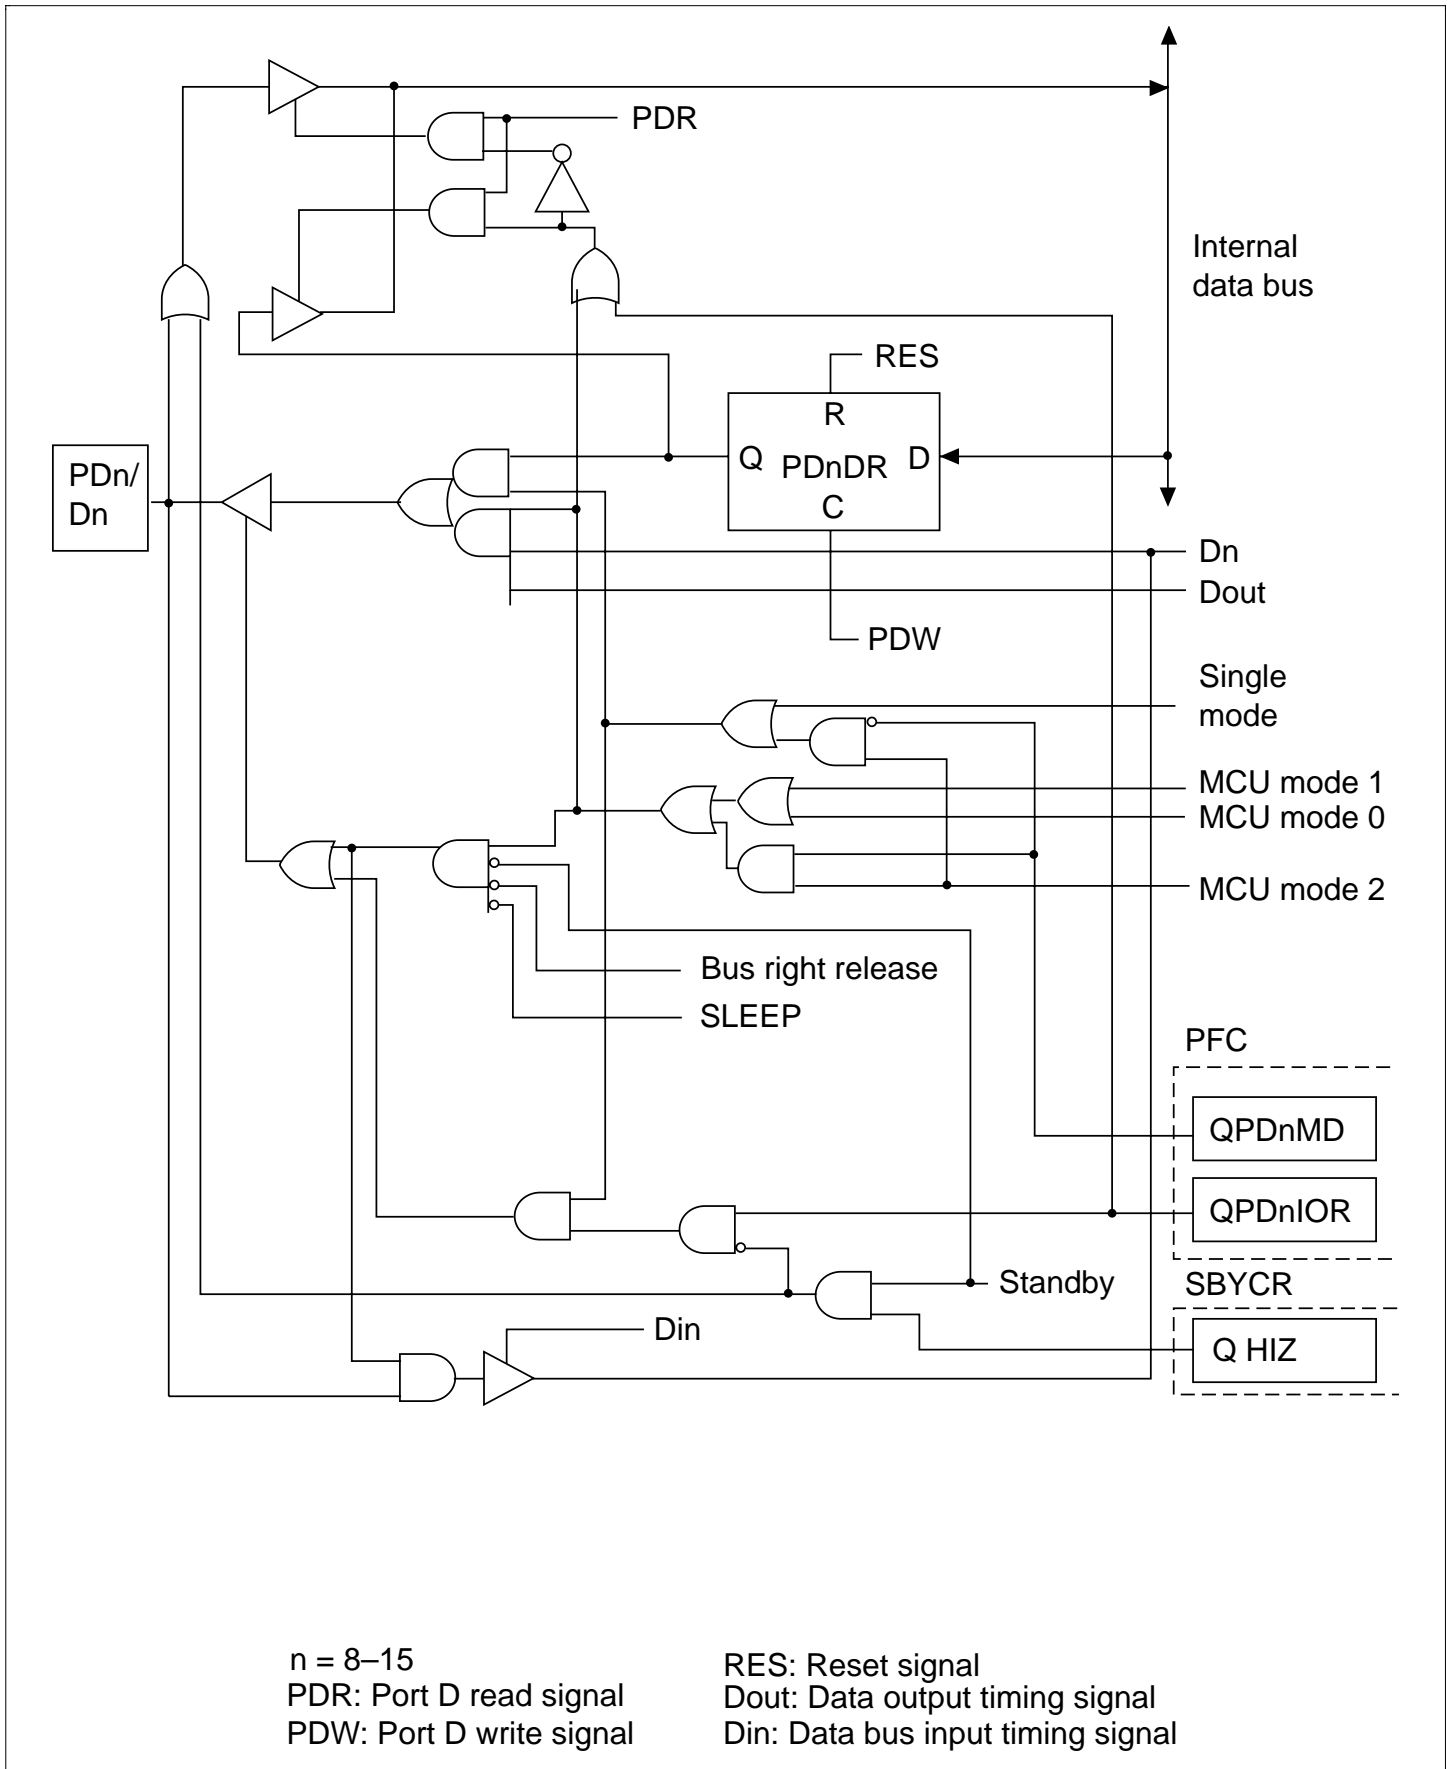 PDR
Internal
data bus
RES
R
Q
PDnDR
D
C
PDn/
Dn
Dn
Dout
PDW
Single
mode
MCU mode 1
MCU mode 0
MCU mode 2
Bus right release
SLEEP
PFC
QPDnMD
QPDnIOR
Standby
SBYCR
Din
Q HIZ
n = 8–15
PDR: Port D read signal
PDW: Port D write signal
RES: Reset signal
Dout: Data output timing signal
Din: Data bus input timing signal